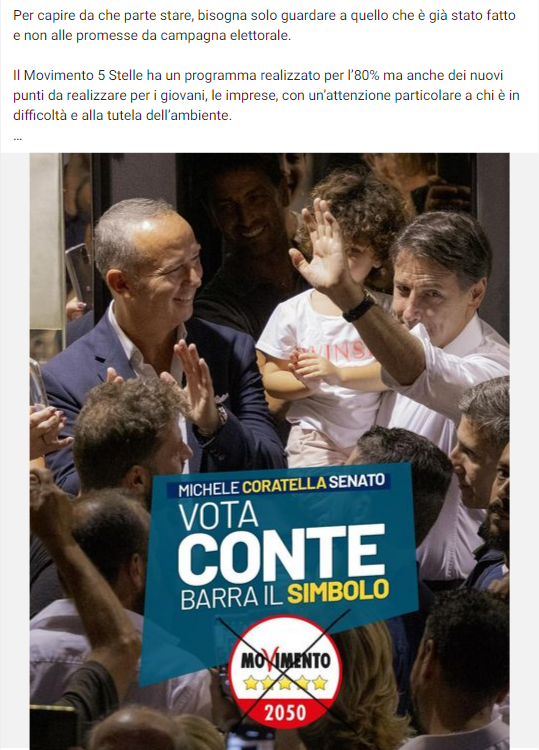 Per capire da che parte stare, bisogna solo guardare a quello che è già stato fatto
e non alle promesse da campagna elettorale.
Il Movimento 5 Stelle ha un programma realizzato per l'80% ma anche dei nuovi
punti da realizzare per i giovani, le imprese, con un'attenzione particolare a chi è in
difficoltà e alla tutela dell'ambiente.
...
MICHELE CORATELLA SENATO
VOTA
CONTE
BARRA IL SIMBOLO
MOVIMENTO
2050